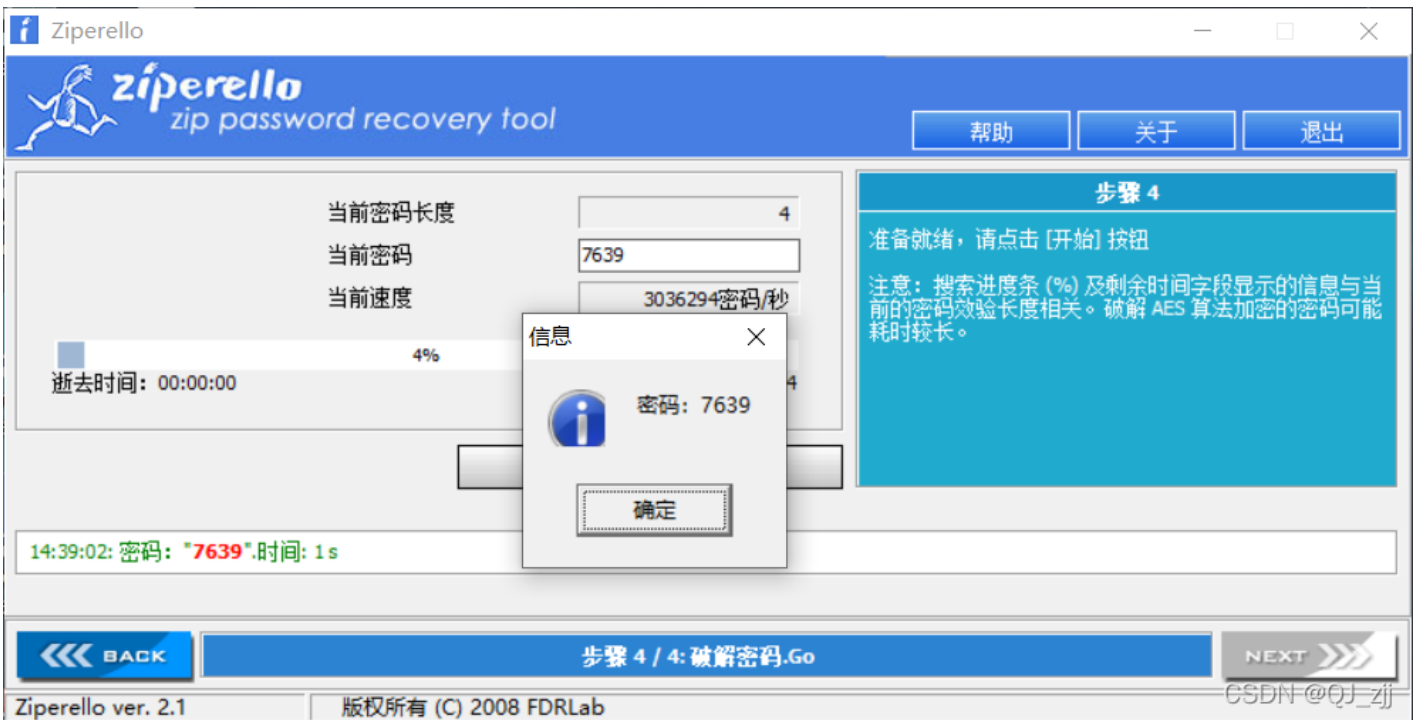 Ziperello
ziperello
zip password recovery tool
帮助
关于
退出
当前密码长度
4
当前密码
7639
当前速度
3036294密码/秒
4%
逝去时间：00:00:00
4
信息
密码：7639
确定
步骤 4
准备就绪，请点击 [开始] 按钮
注意：搜索进度条 (%) 及剩余时间字段显示的信息与当
前的密码效验长度相关。破解 AES 算法加密的密码可能
耗时较长。
14:39:02: 密码："7639".时间: 1 s
BACK
步骤 4 / 4: 破解密码.Go
NEXT
Ziperello ver. 2.1
版权所有 (C) 2008 FDRLab
CSDN @QJ_zjj